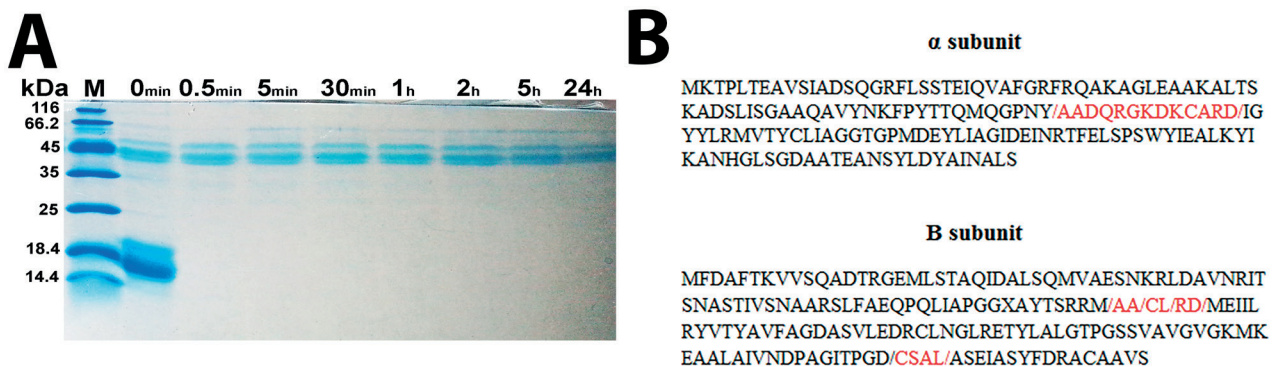 A
kDa M 0min 0.5min 5min 30min 1h 2h 5h 24h
116
66.2
45
35
25
18.4
14.4
B
α subunit
MKTPLTEAVSIADSQGRFLSSTEIQVAFGRFRQAKAGLEAAKALTS
KADSLISGAAQAVYNKFPYTTQMQGPNY/AADQRGKDKCARD/IG
YYLRMVTYCLIAGGTGPMDEYLIAGIDEINRTFELSPSWYIEALKYI
KANHGLSGDAATEANSYLDYAINALS
B subunit
MFDAFTKVVSQADTRGEMLSTAQIDALSQMVAESNKRLDAVNRIT
SNASTIVSNAARSLFAEQPQLIAPGGXAYTSRRM/AA/CL/RD/MEIIL
RYVTYAVFAGDASVLEDRCLNGLRETYLALGTPGSSVAVGVGKMK
EAALAIVNDPAGITPGD/CSAL/ASEIASYFDRACAAVS